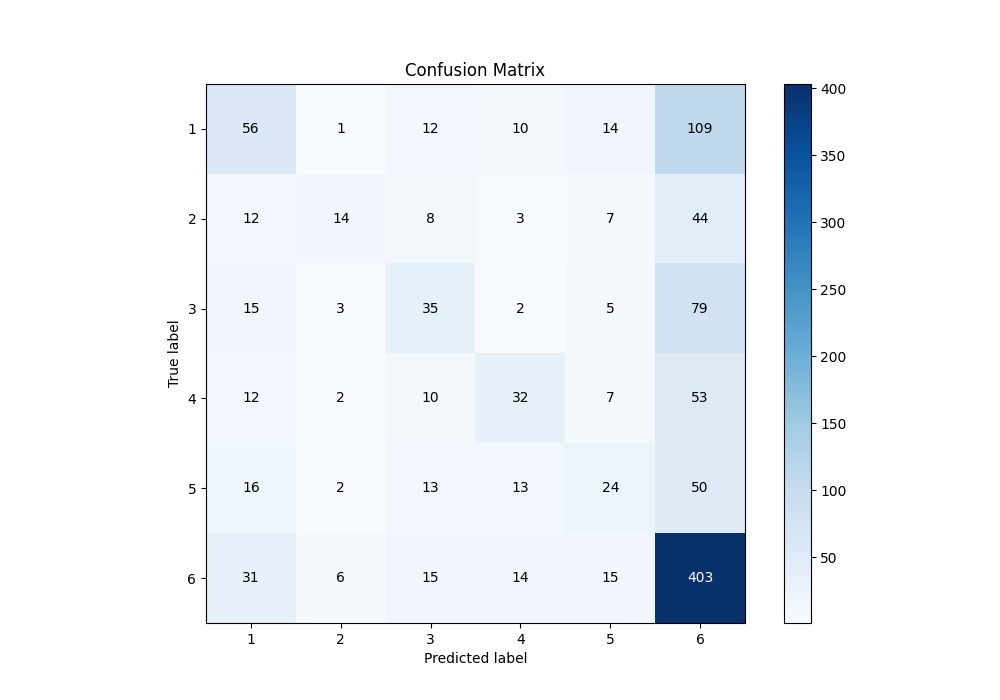 Confusion Matrix
True label
1 56 1 12 10 14 109
2 12 14 8 3 7 44
3 15 3 35 2 5 79
4 12 2 10 32 7 53
5 16 2 13 13 24 50
6 31 6 15 14 15 403
1 2 3 4 5 6
Predicted label
400
350
300
250
200
150
100
50